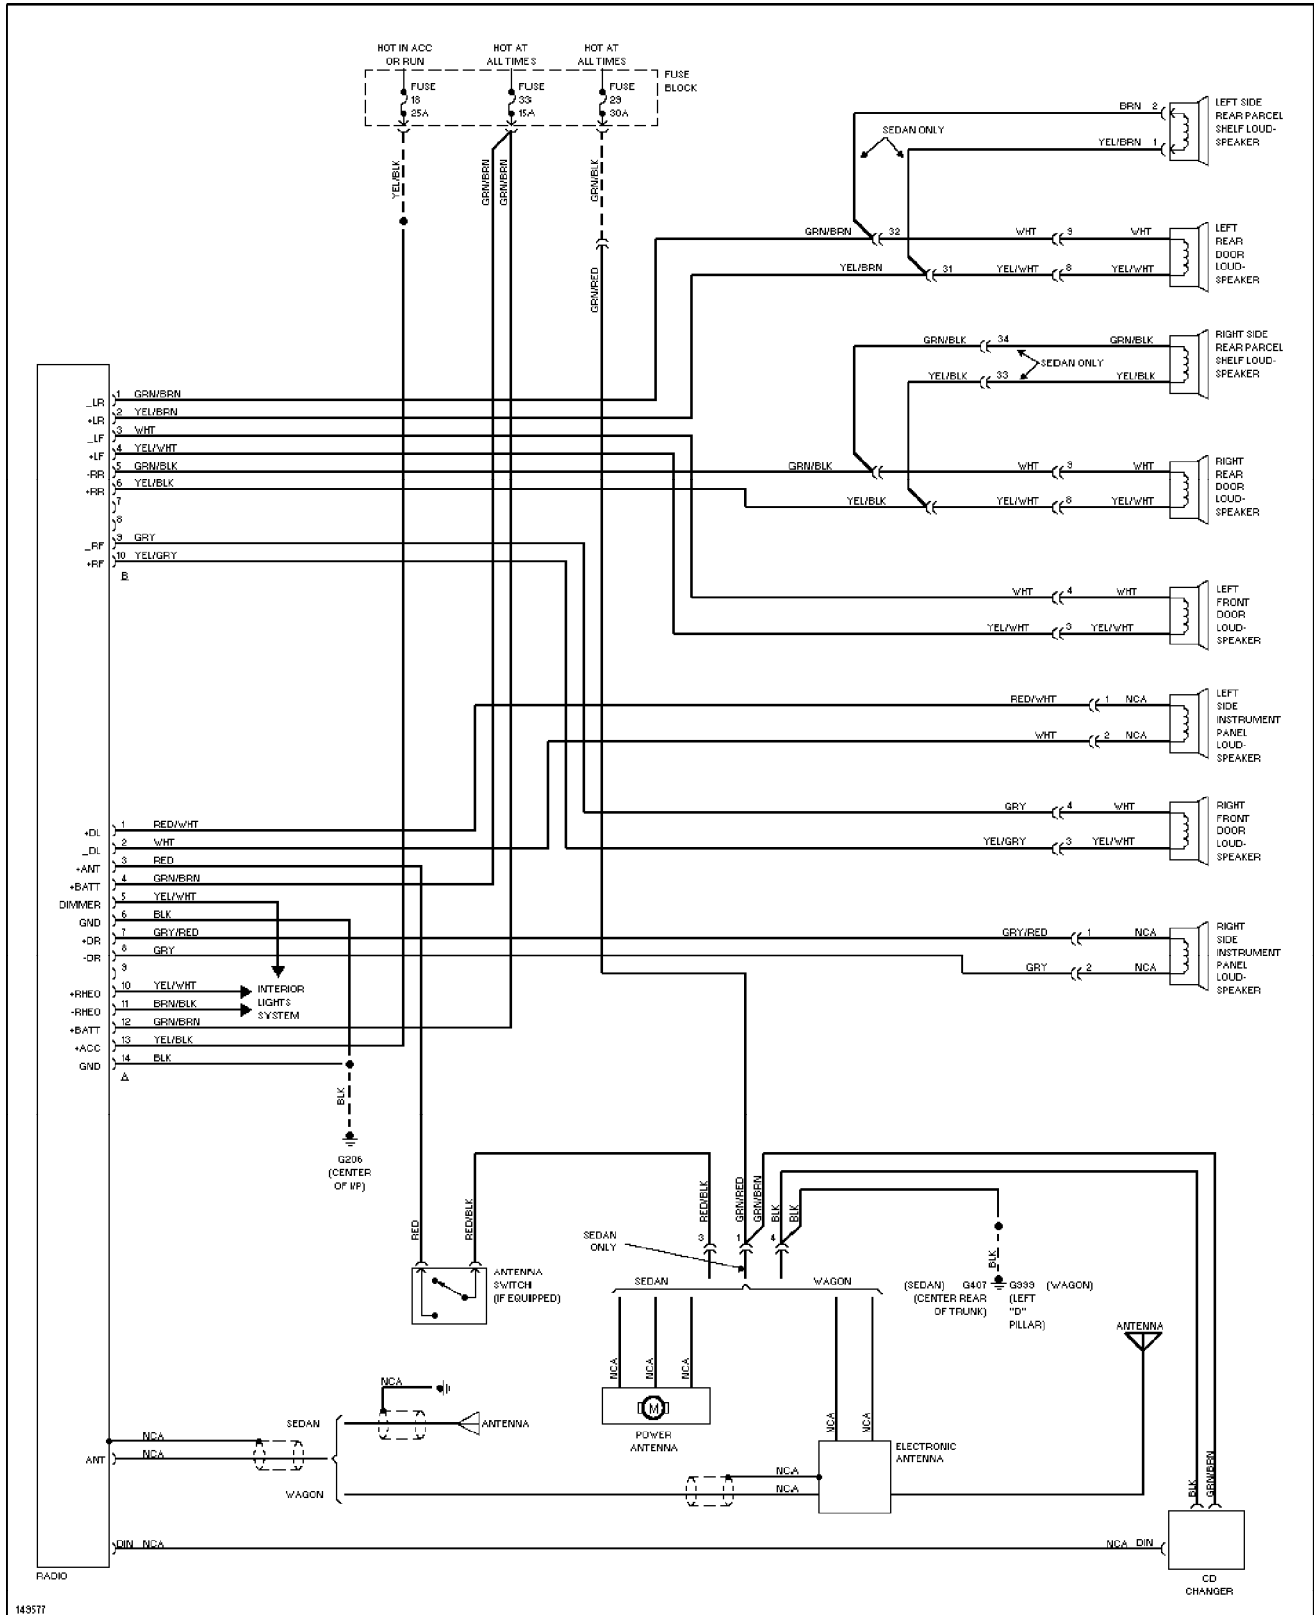 HOT IN ACC
OR RUN
HOT AT
ALL TIMES
HOT AT
ALL TIMES
FUSE
18
25A
FUSE
33
15A
FUSE
29
30A
FUSE
BLOCK
YEL/BLK
GRN/BRN
GRN/BRN
GRN/BLK
GRN/RED
SEDAN ONLY
BRN 2
YEL/BRN 1
LEFT SIDE
REAR PARCEL
SHELF LOUD-
SPEAKER
GRN/BRN 32 WHT 9 WHT
YEL/BRN 31 YEL/WHT 8 YEL/WHT
LEFT
REAR
DOOR
LOUD-
SPEAKER
GRN/BLK 34 GRN/BLK
SEDAN ONLY
YEL/BLK 33 YEL/BLK
RIGHT SIDE
REAR PARCEL
SHELF LOUD-
SPEAKER
GRN/BLK WHT 9 WHT
YEL/BLK YEL/WHT 8 YEL/WHT
RIGHT
REAR
DOOR
LOUD-
SPEAKER
WHT 4 WHT
YEL/WHT 3 YEL/WHT
LEFT
FRONT
DOOR
LOUD-
SPEAKER
RED/WHT 1 NCA
WHT 2 NCA
LEFT
SIDE
INSTRUMENT
PANEL
LOUD-
SPEAKER
GRY 4 WHT
YEL/GRY 3 YEL/WHT
RIGHT
FRONT
DOOR
LOUD-
SPEAKER
GRY/RED 1 NCA
GRY 2 NCA
RIGHT
SIDE
INSTRUMENT
PANEL
LOUD-
SPEAKER
_LR 1 GRN/BRN
+LR 2 YEL/BRN
_LF 3 WHT
+LF 4 YEL/WHT
-RR 5 GRN/BLK
+RR 6 YEL/BLK
7
8
_RF 9 GRY
+RF 10 YEL/GRY
B
+DL 1 RED/WHT
_DL 2 WHT
+ANT 3 RED
+BATT 4 GRN/BRN
DIMMER 5 YEL/WHT
GND 6 BLK
+DR 7 GRY/RED
-DR 8 GRY
9
+RHEO 10 YEL/WHT
-RHEO 11 BRN/BLK
+BATT 12 GRN/BRN
+ACC 13 YEL/BLK
GND 14 BLK
A
INTERIOR
LIGHTS
SYSTEM
BLK
G206
(CENTER
OF I/P)
RED
RED/BLK
ANTENNA
SWITCH
(IF EQUIPPED)
SEDAN
ONLY
RED/BLK
GRN/RED
GRN/BRN
BLK
BLK
3 1 4
SEDAN WAGON
BLK
(SEDAN) G407
(CENTER REAR
OF TRUNK)
G999 (WAGON)
(LEFT
"D"
PILLAR)
ANTENNA
NCA
NCA
NCA
M
POWER
ANTENNA
NCA
NCA
ELECTRONIC
ANTENNA
NCA
SEDAN
ANTENNA
NCA
ANT NCA
WAGON
NCA
NCA
BLK
GRN/BRN
DIN NCA
NCA DIN
RADIO
CD
CHANGER
149577